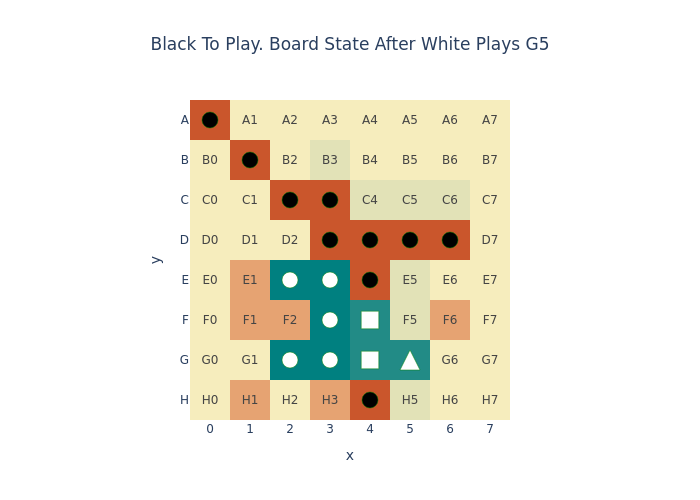 Black To Play. Board State After White Plays G5
A A1 A2 A3 A4 A5 A6 A7
B B0 B2 B3 B4 B5 B6 B7
C C0 C1 C4 C5 C6 C7
D D0 D1 D2 D7
E E0 E1 E5 E6 E7
F F0 F1 F2 F5 F6 F7
G G0 G1 G6 G7
H H0 H1 H2 H3 H5 H6 H7
0 1 2 3 4 5 6 7
x
y